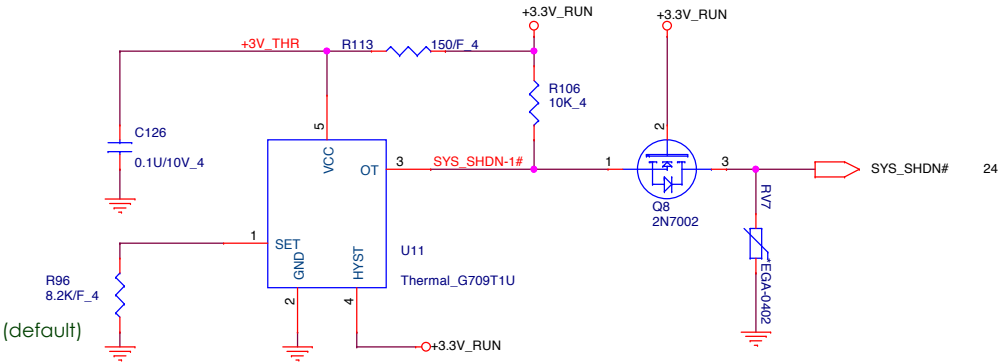 +3.3V_RUN
+3.3V_RUN
+3V_THR
R113
150/F_4
R106
10K_4
C126
0.1U/10V_4
5
VCC
2
3
SYS_SHDN-1#
OT
1
3
SYS_SHDN#
24
Q8
2N7002
RV7
*EGA-0402
1
SET
GND
HYST
U11
Thermal_G709T1U
R96
8.2K/F_4
2
4
(default)
+3.3V_RUN